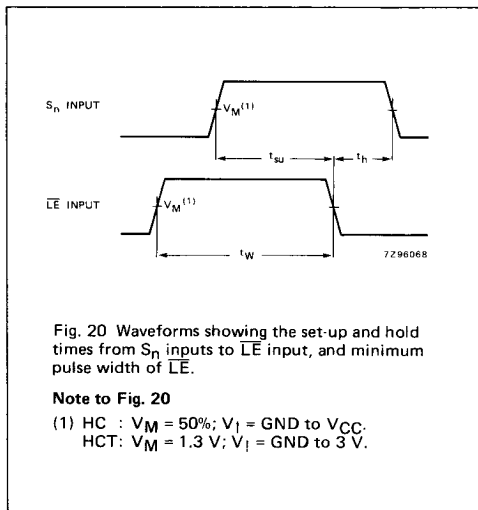 Sn INPUT
VM(1)
tsu
th
LE INPUT
VM(1)
tW
7Z96068
Fig. 20 Waveforms showing the set-up and hold
times from Sn inputs to LE input, and minimum
pulse width of LE.
Note to Fig. 20
(1) HC : VM = 50%; VI = GND to VCC.
HCT: VM = 1.3 V; VI = GND to 3 V.